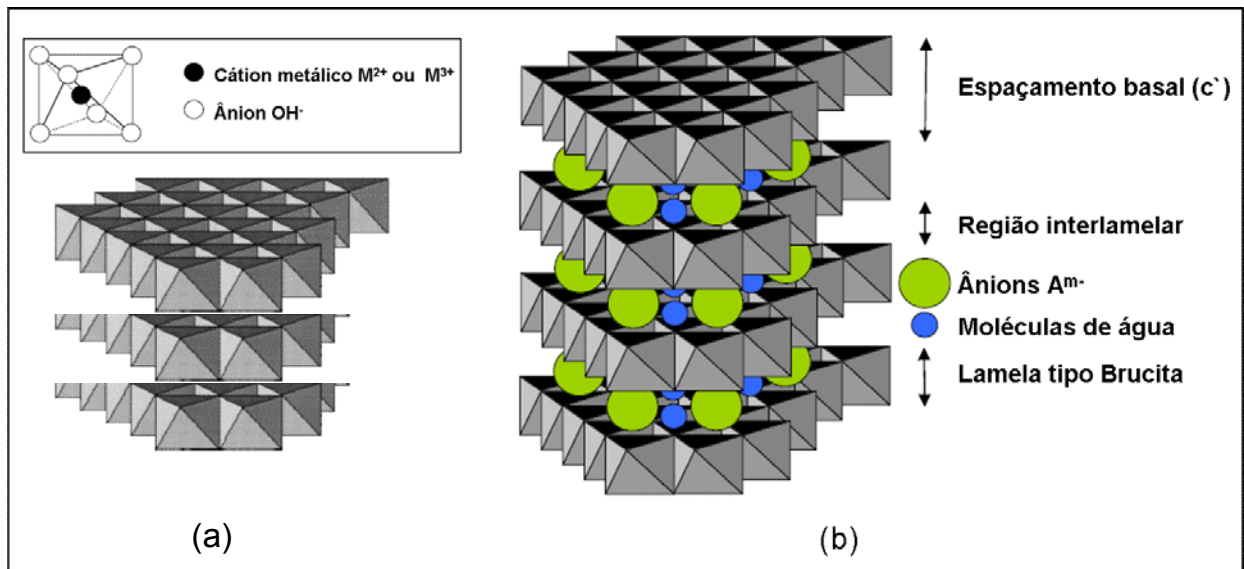 Cátion metálico M²⁺ ou M³⁺
Ânion OH⁻
(a)
Espaçamento basal (c`)
Região interlamelar
Ânions Aᵐ⁻
Moléculas de água
Lamela tipo Brucita
(b)